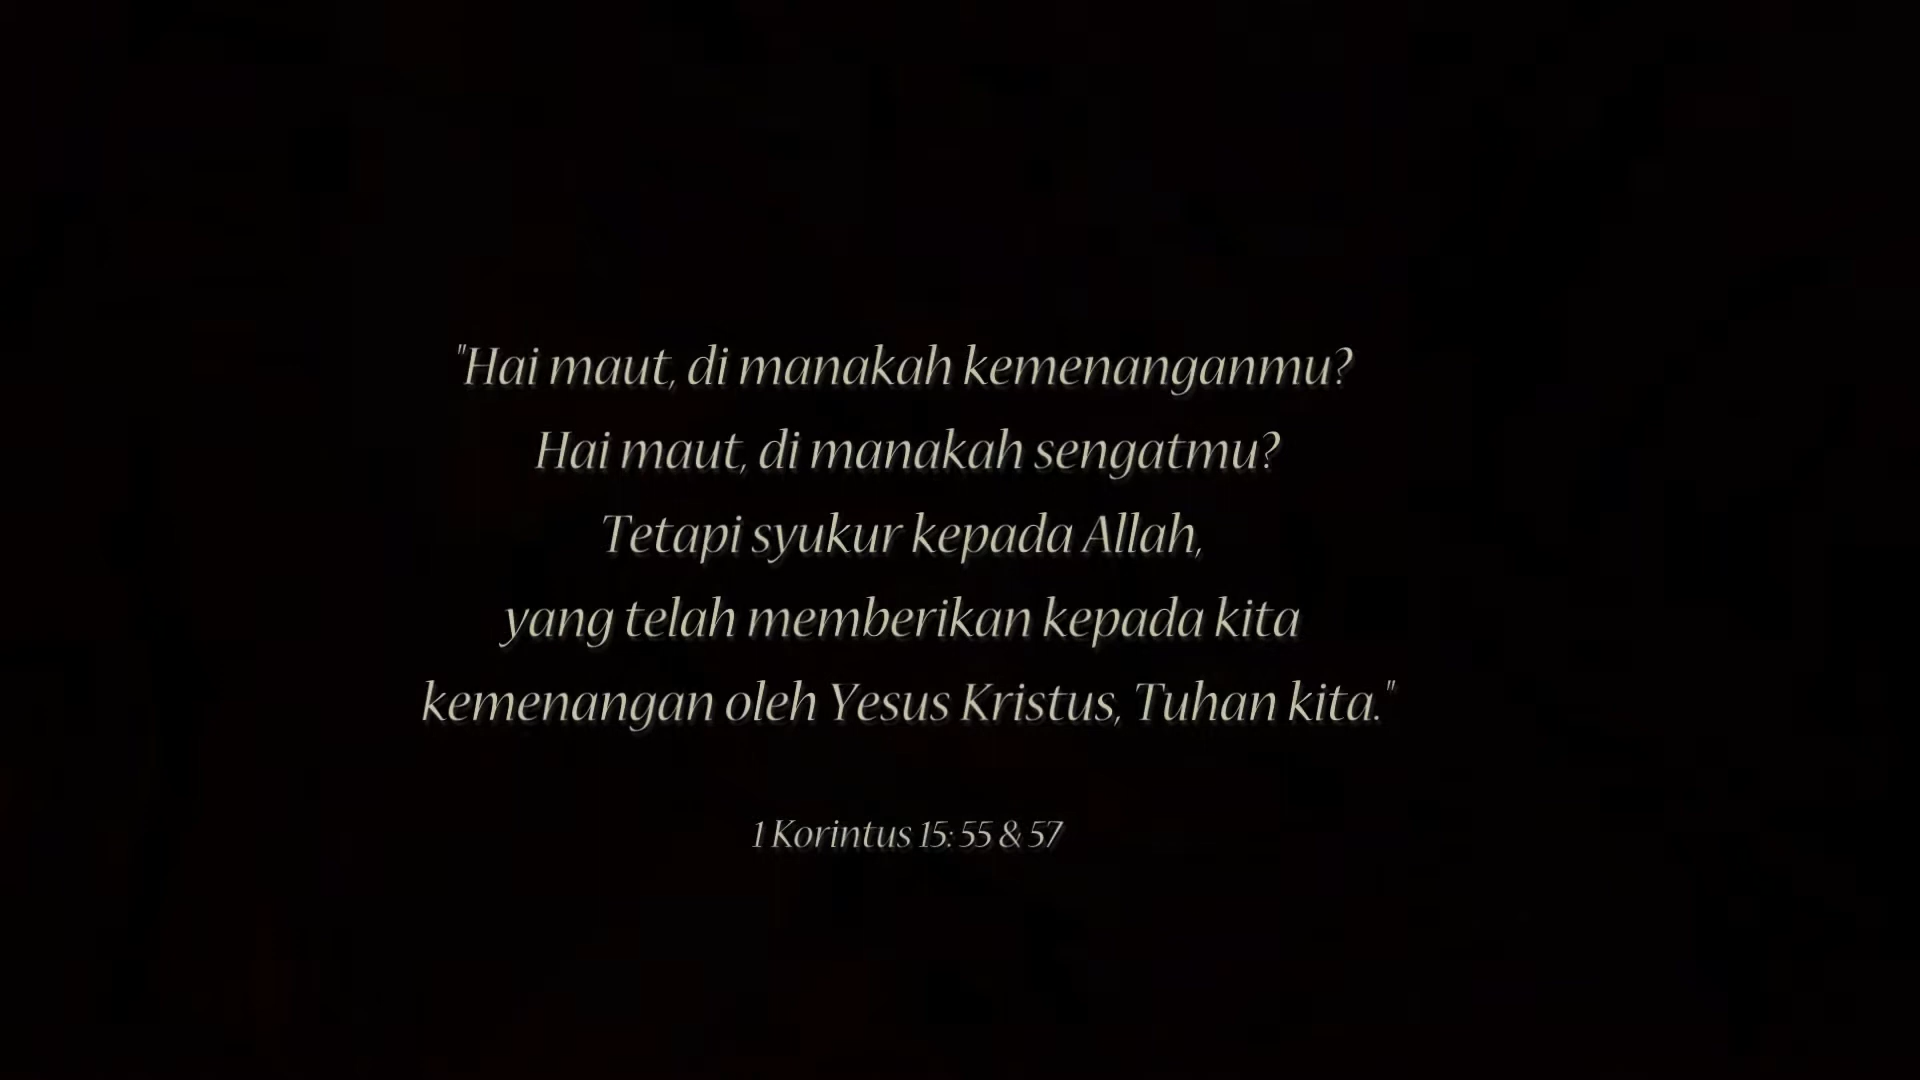 "Hai maut, di manakah kemenanganmu?
Hai maut, di manakah sengatmu?
Tetapi syukur kepada Allah,
yang telah memberikan kepada kita
kemenangan oleh Yesus Kristus, Tuhan kita."
1 Korintus 15: 55 & 57